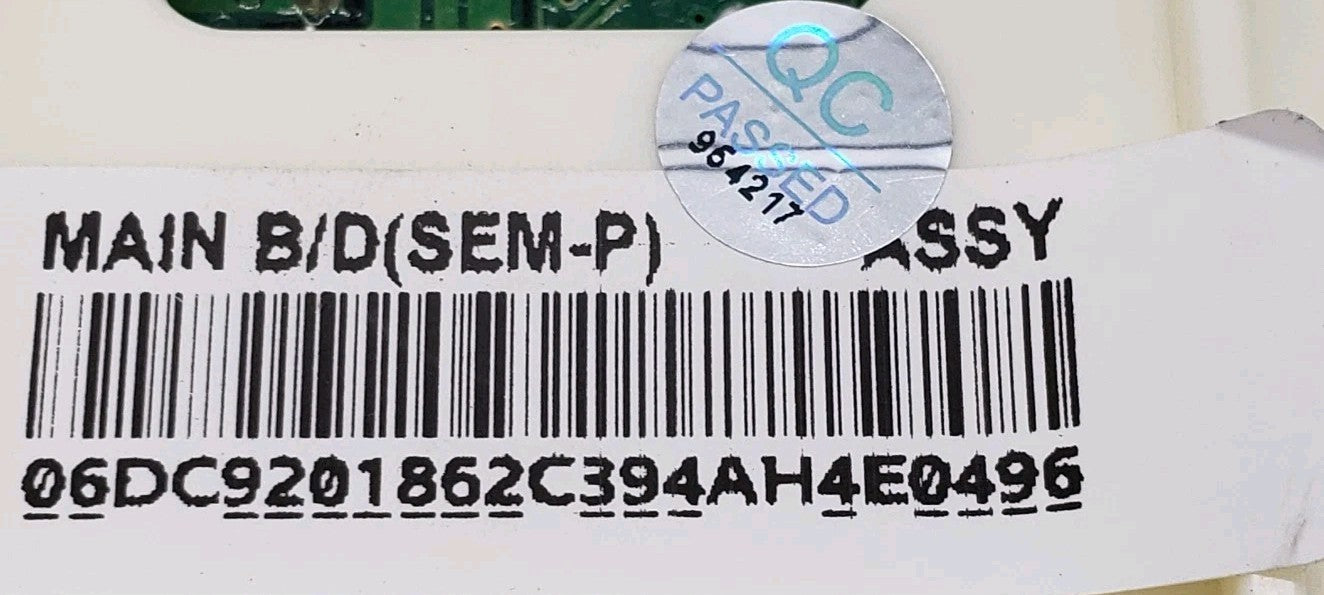 QC
PASSED
964217
MAIN B/D(SEM-P) ASSY
06DC9201862C394AH4E0496